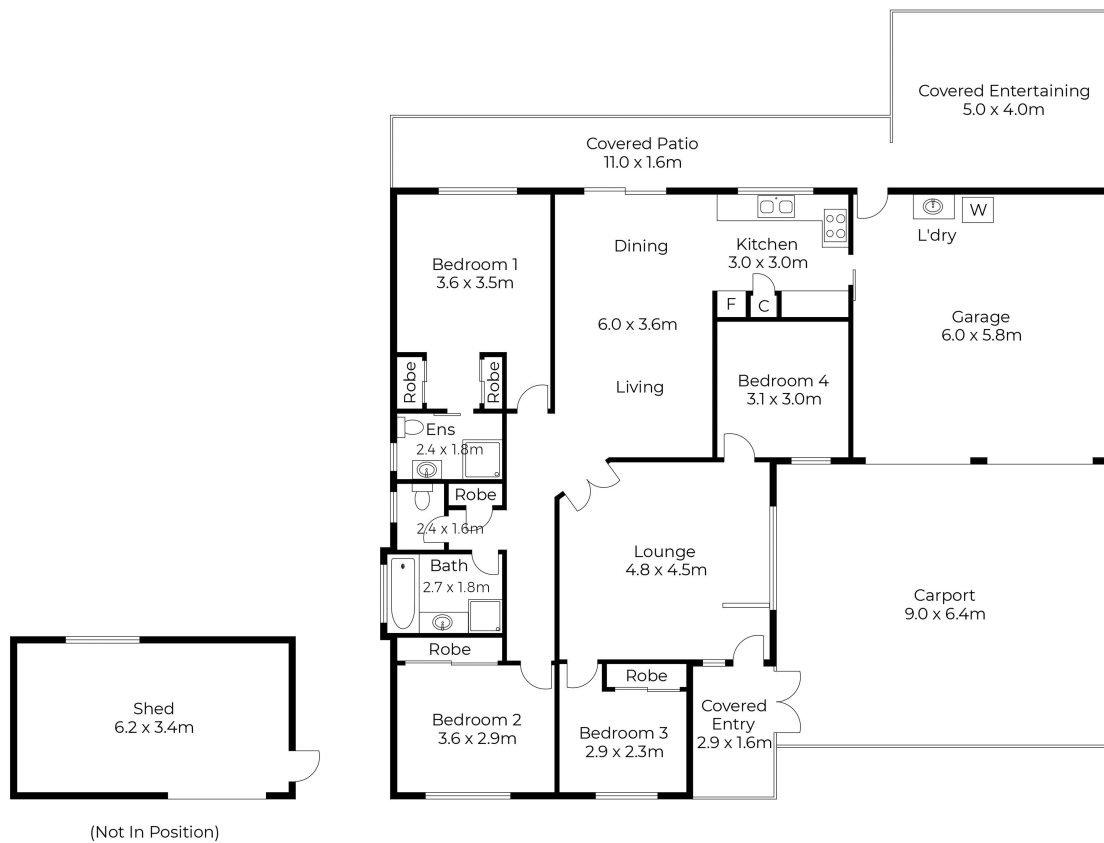 Covered Entertaining
5.0 x 4.0m
Covered Patio
11.0 x 1.6m
Bedroom 1
3.6 x 3.5m
Dining
6.0 x 3.6m
Living
Kitchen
3.0 x 3.0m
F
C
L'dry
W
Garage
6.0 x 5.8m
Robe
Robe
Bedroom 4
3.1 x 3.0m
Ens
2.4 x 1.8m
Robe
2.4 x 1.6m
Bath
2.7 x 1.8m
Lounge
4.8 x 4.5m
Carport
9.0 x 6.4m
Robe
Bedroom 2
3.6 x 2.9m
Robe
Bedroom 3
2.9 x 2.3m
Covered
Entry
2.9 x 1.6m
Shed
6.2 x 3.4m
(Not In Position)